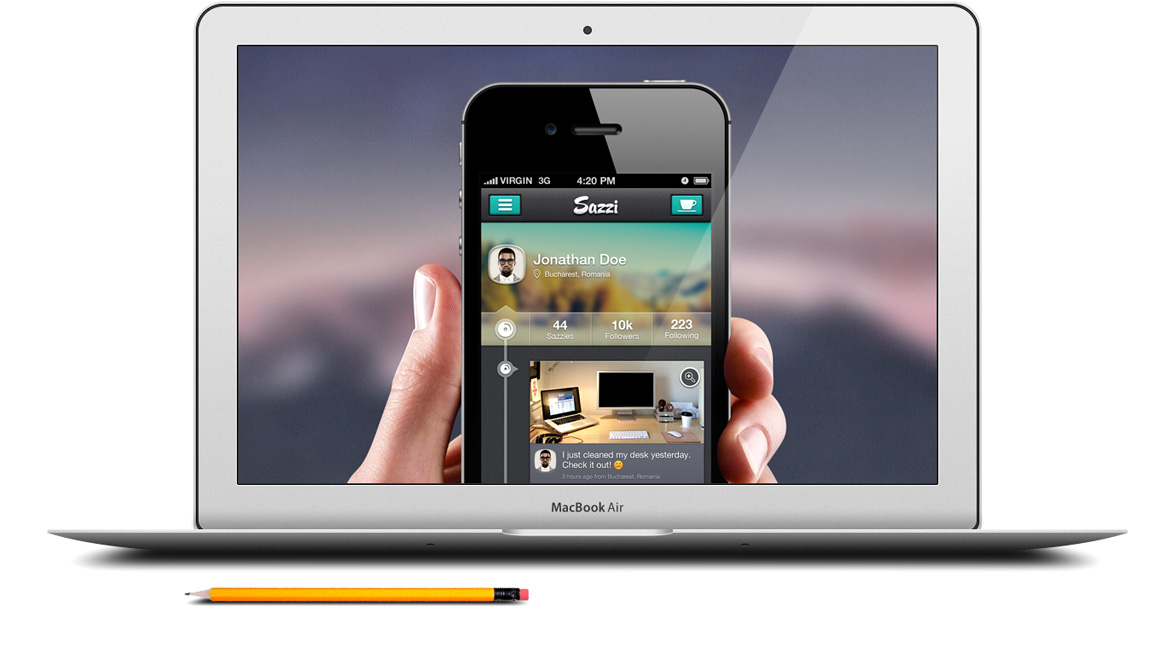 VIRGIN 3G 4:20 PM
Sazzi
Jonathan Doe
Bucharest, Romania
44 10k 223
Sazzies Followers Following
I just cleaned my desk yesterday.
Check it out! 😊
3 hours ago from Bucharest, Romania
MacBook Air